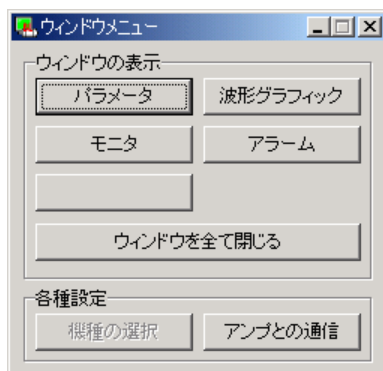 ウィンドウメニュー
ウィンドウの表示
パラメータ 波形グラフィック
モニタ アラーム
ウィンドウを全て閉じる
各種設定
機種の選択 アンプとの通信